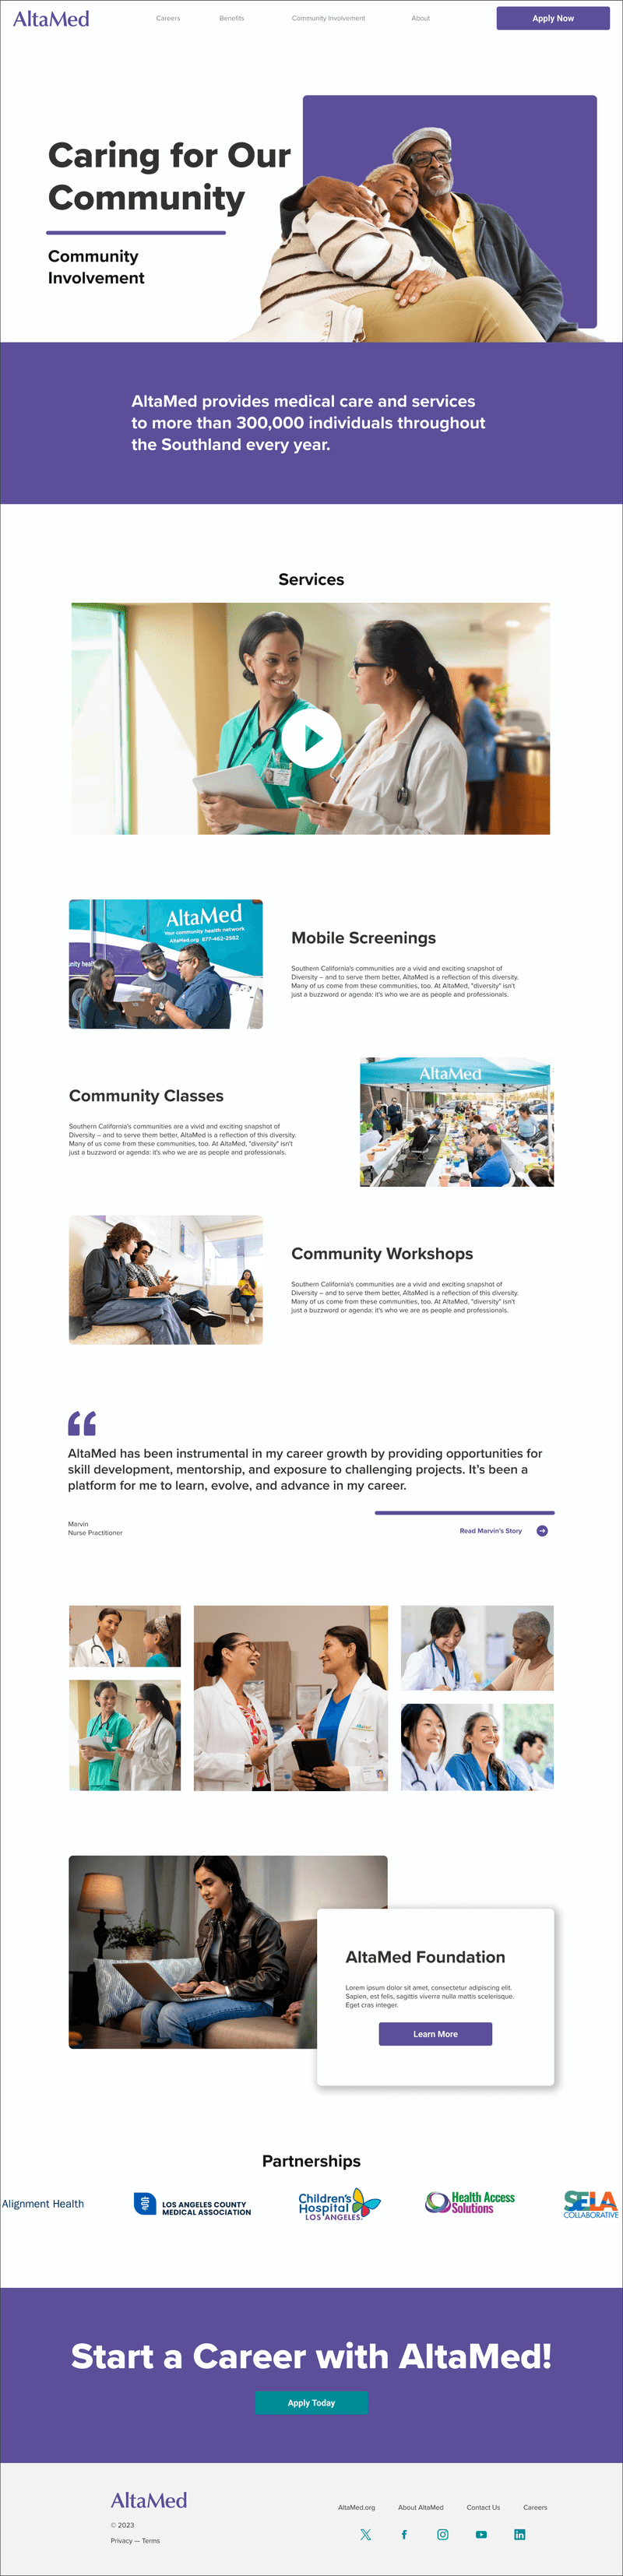 AltaMed
Careers
Benefits
Community Involvement
About
Apply Now
Caring for Our
Community
Community
Involvement
AltaMed provides medical care and services
to more than 300,000 individuals throughout
the Southland every year.
Services
AltaMed
Your community health network
AltaMed.org 877-462-2582
Mobile Screenings
Southern California's communities are a vivid and exciting snapshot of
Diversity – and to serve them better, AltaMed is a reflection of this diversity.
Many of us come from these communities, too. At AltaMed, "diversity" isn't
just a buzzword or agenda: it's who we are as people and professionals.
Community Classes
Southern California's communities are a vivid and exciting snapshot of
Diversity – and to serve them better, AltaMed is a reflection of this diversity.
Many of us come from these communities, too. At AltaMed, "diversity" isn't
just a buzzword or agenda: it's who we are as people and professionals.
AltaMed
Community Workshops
Southern California's communities are a vivid and exciting snapshot of
Diversity – and to serve them better, AltaMed is a reflection of this diversity.
Many of us come from these communities, too. At AltaMed, "diversity" isn't
just a buzzword or agenda: it's who we are as people and professionals.
“
AltaMed has been instrumental in my career growth by providing opportunities for
skill development, mentorship, and exposure to challenging projects. It's been a
platform for me to learn, evolve, and advance in my career.
Marvin
Nurse Practitioner
Read Marvin's Story
AltaMed Foundation
Lorem ipsum dolor sit amet, consectetur adipiscing elit.
Sapien, est felis, sagittis viverra nulla mattis scelerisque.
Eget cras integer.
Learn More
Partnerships
Alignment Health
LOS ANGELES COUNTY
MEDICAL ASSOCIATION
Children's
Hospital
LOS ANGELES
Health Access
Solutions
SELA
COLLABORATIVE
Start a Career with AltaMed!
Apply Today
AltaMed
© 2023
Privacy — Terms
AltaMed.org
About AltaMed
Contact Us
Careers